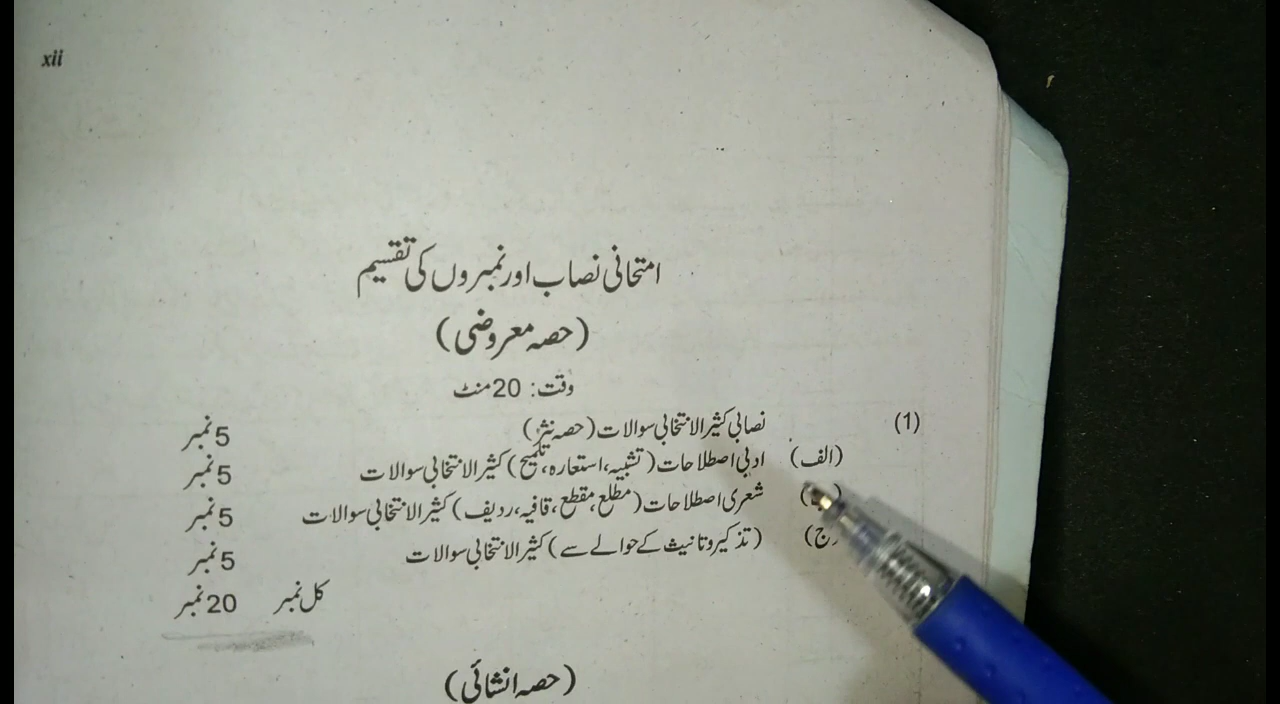 xii
امتحانی نصاب اور نمبروں کی تقسیم
(حصہ معروضی)
وقت: 20 منٹ
(1) نصابی کثیر الانتخابی سوالات (حصہ نثر) 5 نمبر
(الف) ادبی اصطلاحات (تشبیہ، استعارہ، تلمیح) کثیر الانتخابی سوالات 5 نمبر
شعری اصطلاحات (مطلع، مقطع، قافیہ، ردیف) کثیر الانتخابی سوالات 5 نمبر
(ج) (تذکیر و تانیث کے حوالے سے) کثیر الانتخابی سوالات 5 نمبر
کل نمبر 20 نمبر
(حصہ انشائی)